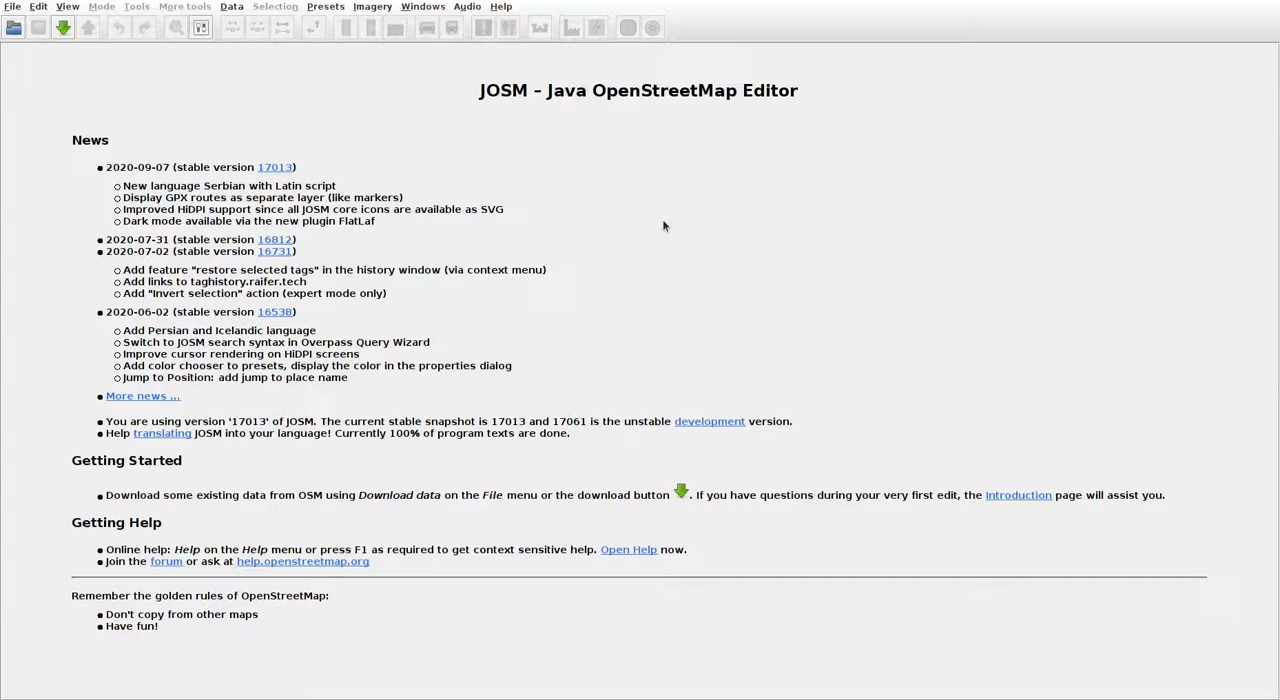 File Edit View Mode Tools More tools Data Selection Presets Imagery Windows Audio Help
JOSM – Java OpenStreetMap Editor
News
2020-09-07 (stable version 17013)
New language Serbian with Latin script
Display GPX routes as separate layer (like markers)
Improved HiDPI support since all JOSM core icons are available as SVG
Dark mode available via the new plugin FlatLaf
2020-07-31 (stable version 16812)
2020-07-02 (stable version 16731)
Add feature "restore selected tags" in the history window (via context menu)
Add links to taghistory.raifer.tech
Add "Invert selection" action (expert mode only)
2020-06-02 (stable version 16538)
Add Persian and Icelandic language
Switch to JOSM search syntax in Overpass Query Wizard
Improve cursor rendering on HiDPI screens
Add color chooser to presets, display the color in the properties dialog
Jump to Position: add jump to place name
More news ...
You are using version '17013' of JOSM. The current stable snapshot is 17013 and 17061 is the unstable development version.
Help translating JOSM into your language! Currently 100% of program texts are done.
Getting Started
Download some existing data from OSM using Download data on the File menu or the download button . If you have questions during your very first edit, the Introduction page will assist you.
Getting Help
Online help: Help on the Help menu or press F1 as required to get context sensitive help. Open Help now.
Join the forum or ask at help.openstreetmap.org
Remember the golden rules of OpenStreetMap:
Don't copy from other maps
Have fun!